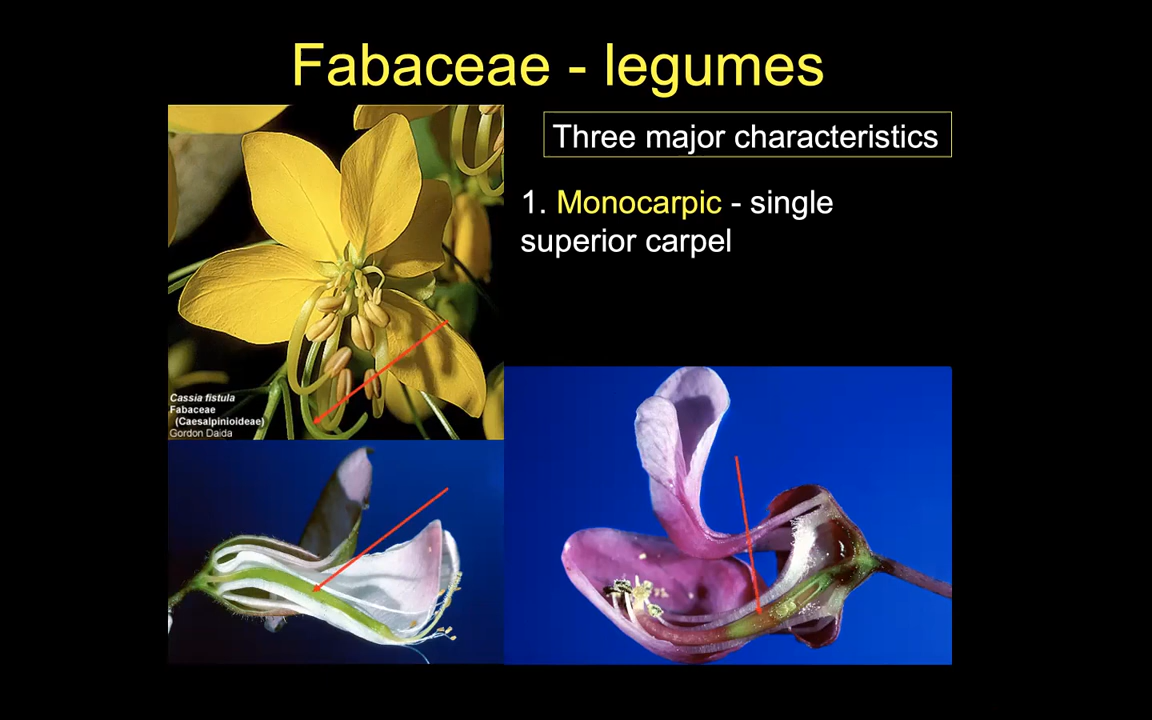 Fabaceae - legumes
Three major characteristics
1. Monocarpic - single
superior carpel
Cassia fistula
Fabaceae
(Caesalpinioideae)
Gordon Daida